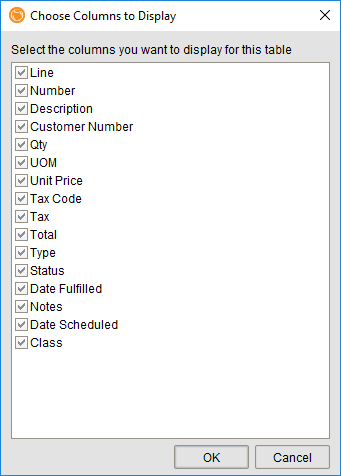 Choose Columns to Display
Select the columns you want to display for this table
Line
Number
Description
Customer Number
Qty
UOM
Unit Price
Tax Code
Tax
Total
Type
Status
Date Fulfilled
Notes
Date Scheduled
Class
OK Cancel